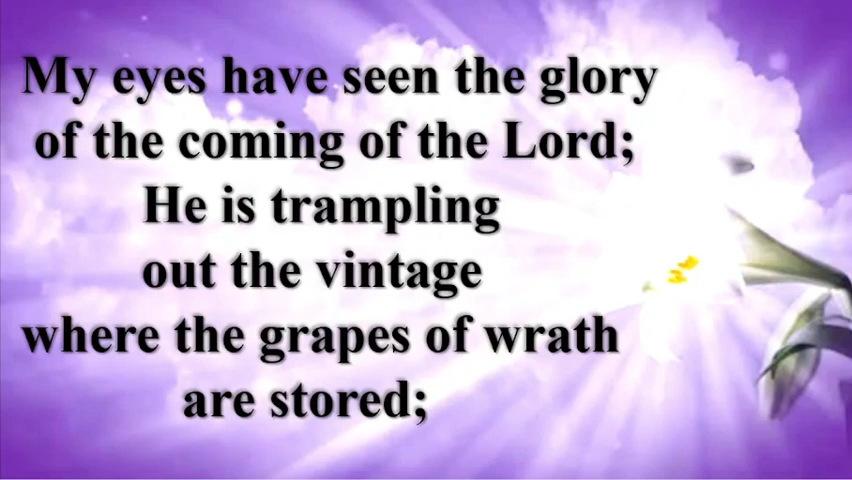 My eyes have seen the glory
of the coming of the Lord;
He is trampling
out the vintage
where the grapes of wrath
are stored;